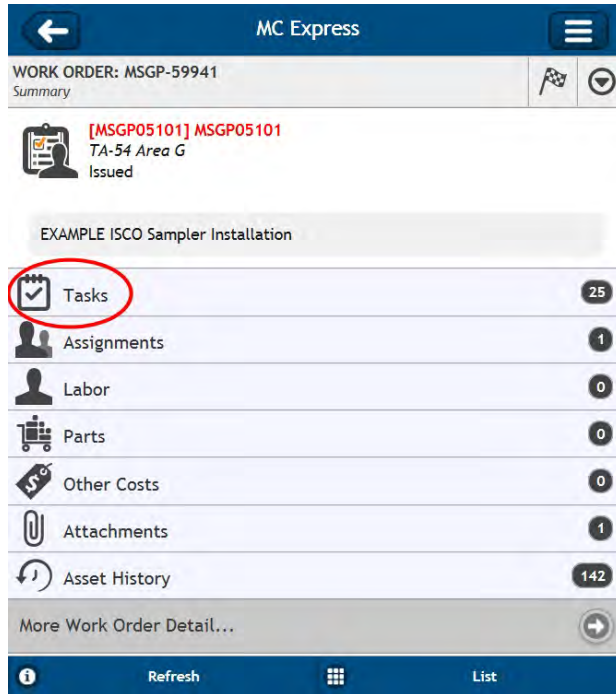 MC Express
WORK ORDER: MSGP-59941
Summary
[MSGP05101] MSGP05101
TA-54 Area G
Issued
EXAMPLE ISCO Sampler Installation
Tasks 25
Assignments 1
Labor 0
Parts 0
Other Costs 0
Attachments 1
Asset History 142
More Work Order Detail...
Refresh List